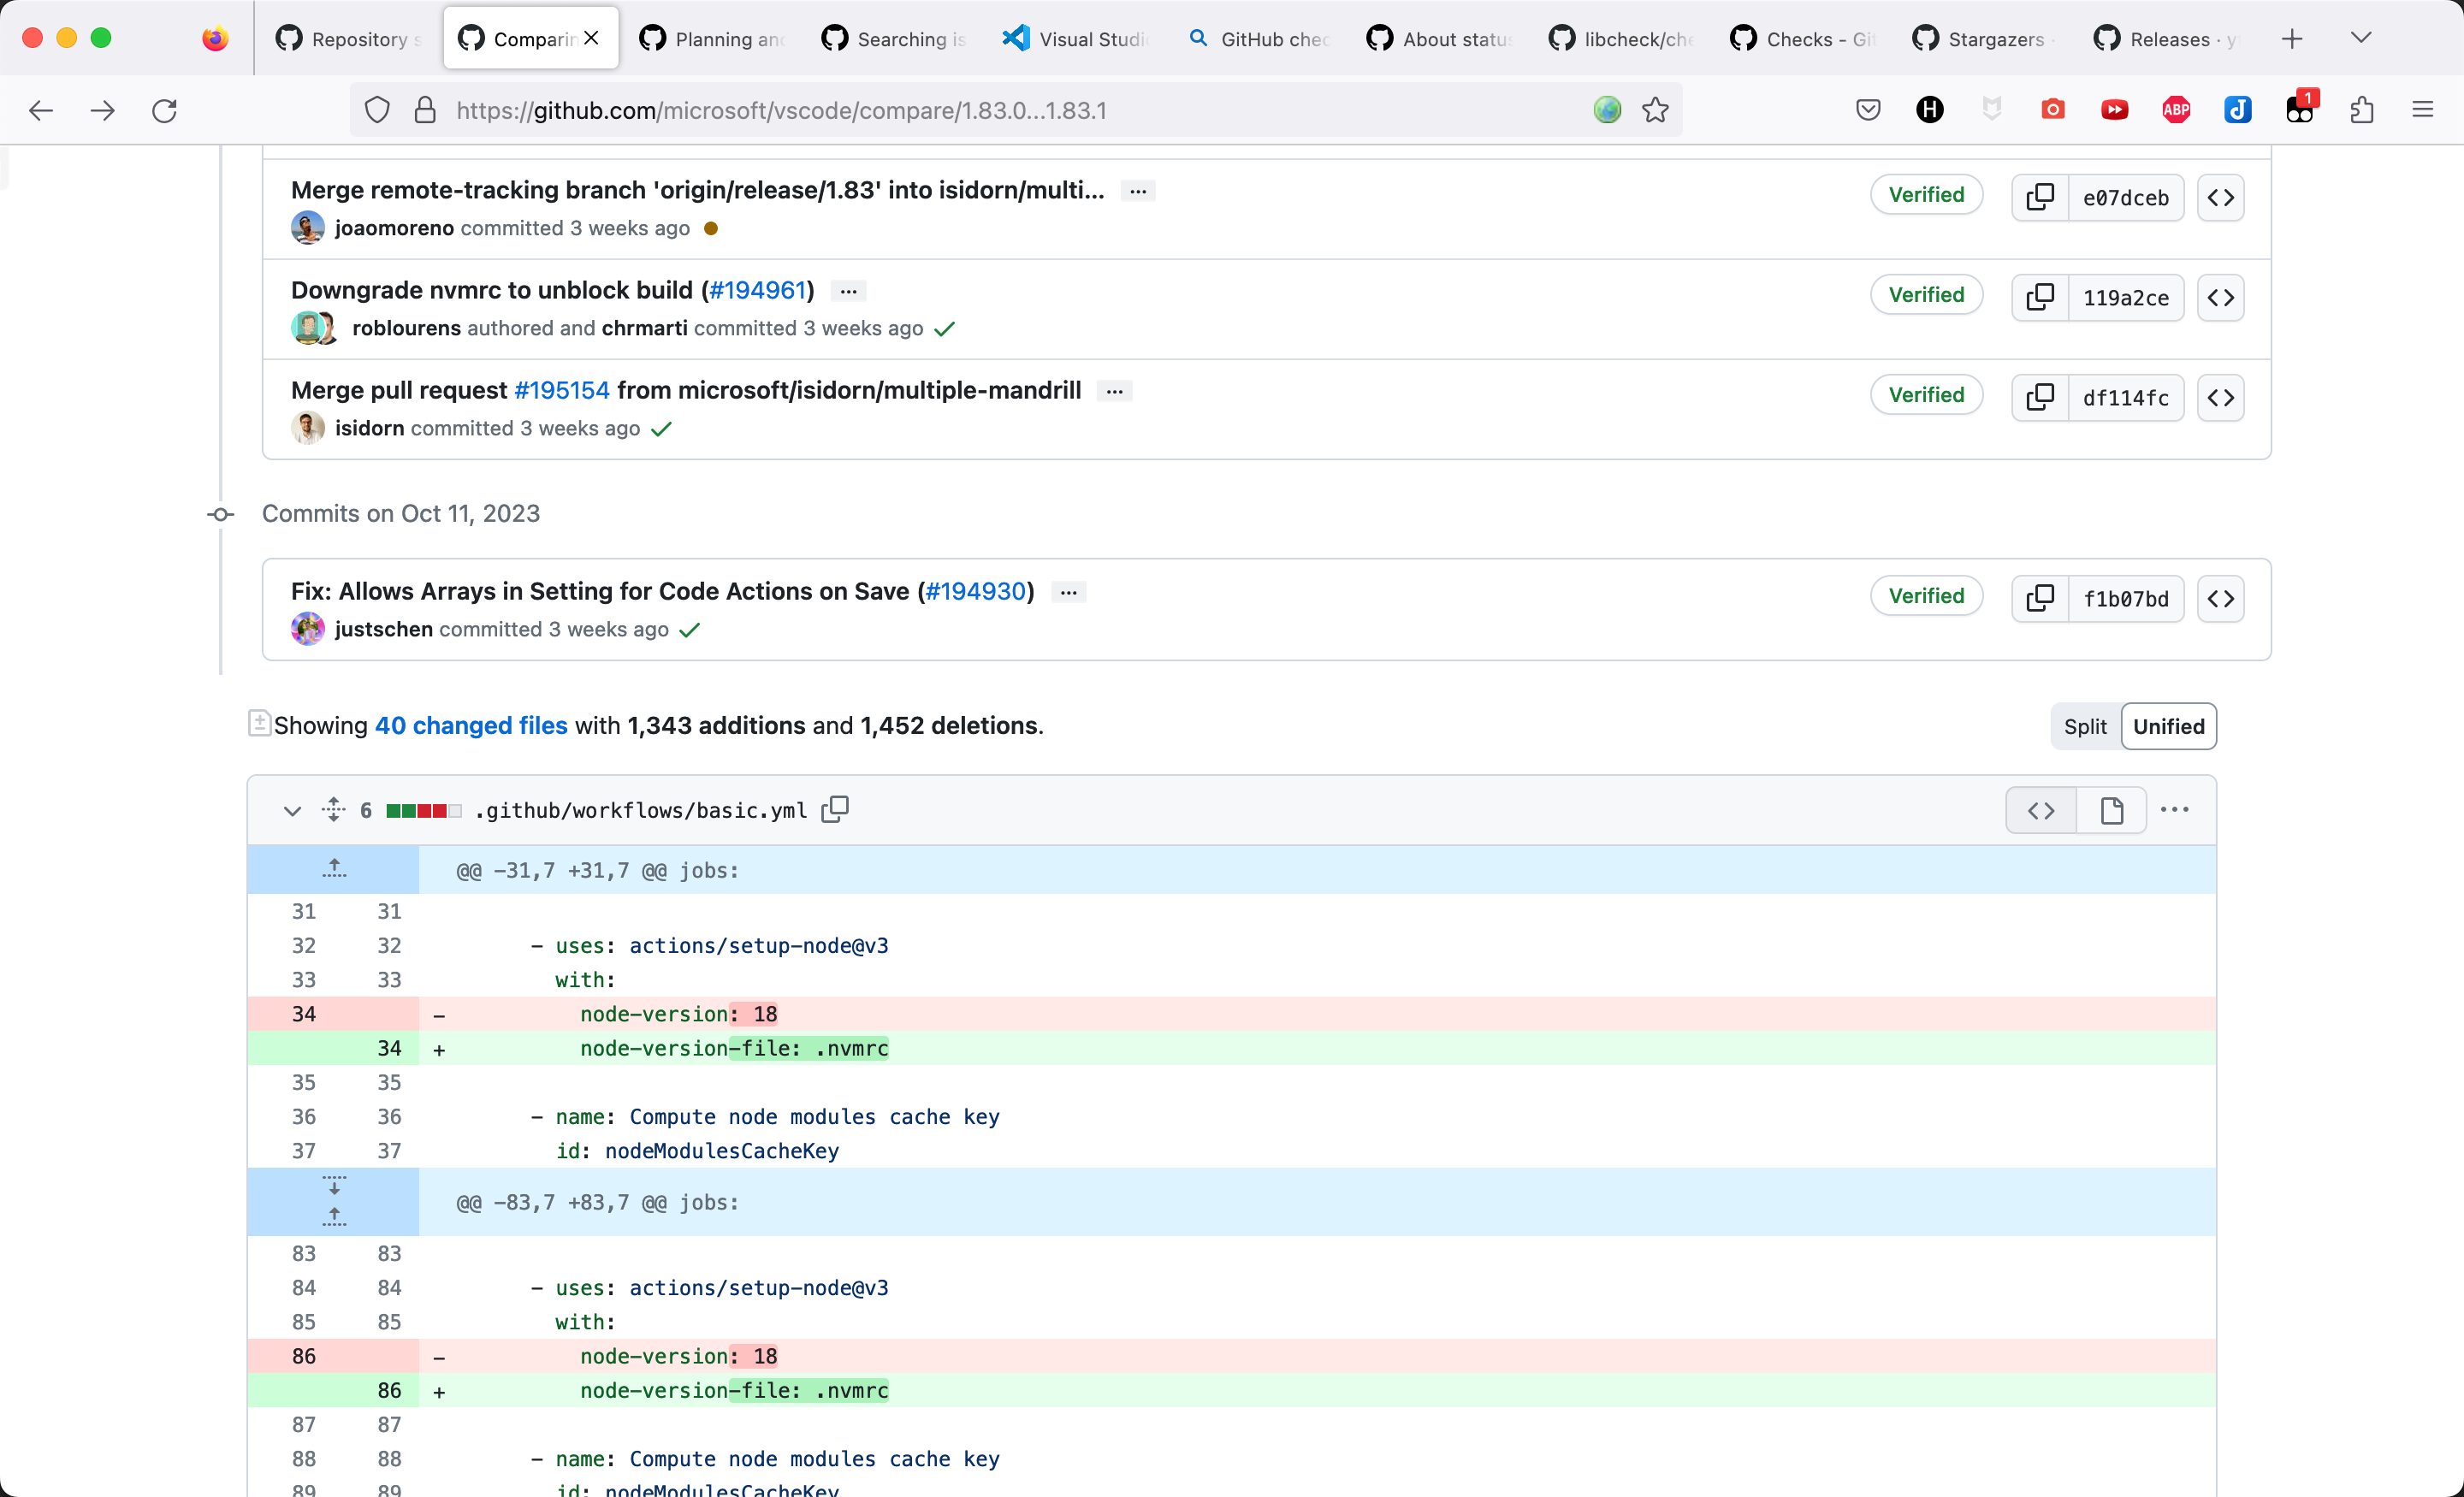 Repository s
Comparin
Planning and
Searching is
Visual Studi
GitHub chec
About status
libcheck/che
Checks - Git
Stargazers ·
Releases · y
https://github.com/microsoft/vscode/compare/1.83.0...1.83.1
H
ABP
1
Merge remote-tracking branch 'origin/release/1.83' into isidorn/multi... ...
Verified
e07dceb
joaomoreno committed 3 weeks ago
Downgrade nvmrc to unblock build (#194961) ...
Verified
119a2ce
roblourens authored and chrmarti committed 3 weeks ago
Merge pull request #195154 from microsoft/isidorn/multiple-mandrill ...
Verified
df114fc
isidorn committed 3 weeks ago
Commits on Oct 11, 2023
Fix: Allows Arrays in Setting for Code Actions on Save (#194930) ...
Verified
f1b07bd
justschen committed 3 weeks ago
Showing 40 changed files with 1,343 additions and 1,452 deletions.
Split Unified
6 .github/workflows/basic.yml
@@ -31,7 +31,7 @@ jobs:
31 31
32 32 - uses: actions/setup-node@v3
33 33 with:
34 - node-version: 18
34 + node-version-file: .nvmrc
35 35
36 36 - name: Compute node modules cache key
37 37 id: nodeModulesCacheKey
@@ -83,7 +83,7 @@ jobs:
83 83
84 84 - uses: actions/setup-node@v3
85 85 with:
86 - node-version: 18
86 + node-version-file: .nvmrc
87 87
88 88 - name: Compute node modules cache key
89 89 id: nodeModulesCacheKey